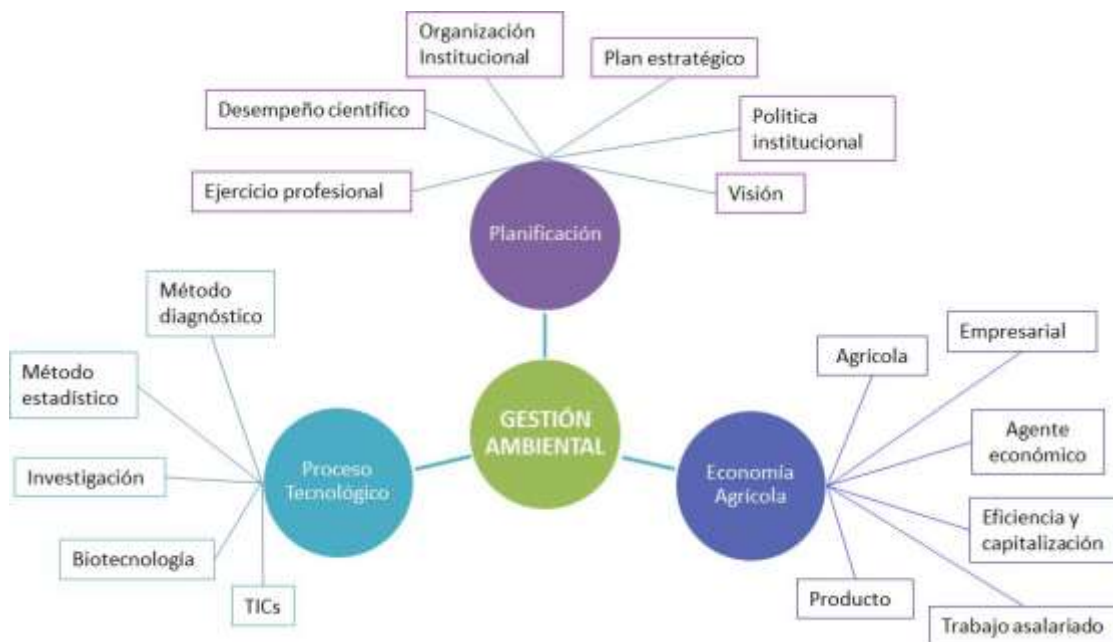 Organización
Institucional
Plan estratégico
Desempeño científico
Política
institucional
Ejercicio profesional
Visión
Planificación
Método
diagnóstico
Empresarial
Agrícola
Método
estadístico
GESTIÓN
AMBIENTAL
Agente
económico
Investigación
Proceso
Tecnológico
Economía
Agrícola
Eficiencia y
capitalización
Biotecnología
TICs
Producto
Trabajo asalariado